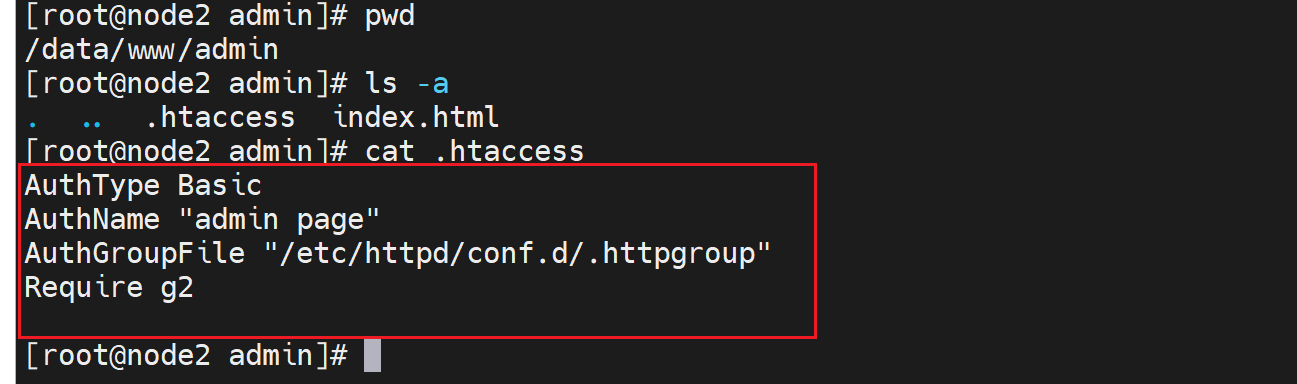 [root@node2 admin]# pwd
/data/www/admin
[root@node2 admin]# ls -a
.  ..  .htaccess  index.html
[root@node2 admin]# cat .htaccess
AuthType Basic
AuthName "admin page"
AuthGroupFile "/etc/httpd/conf.d/.httpgroup"
Require g2
[root@node2 admin]#